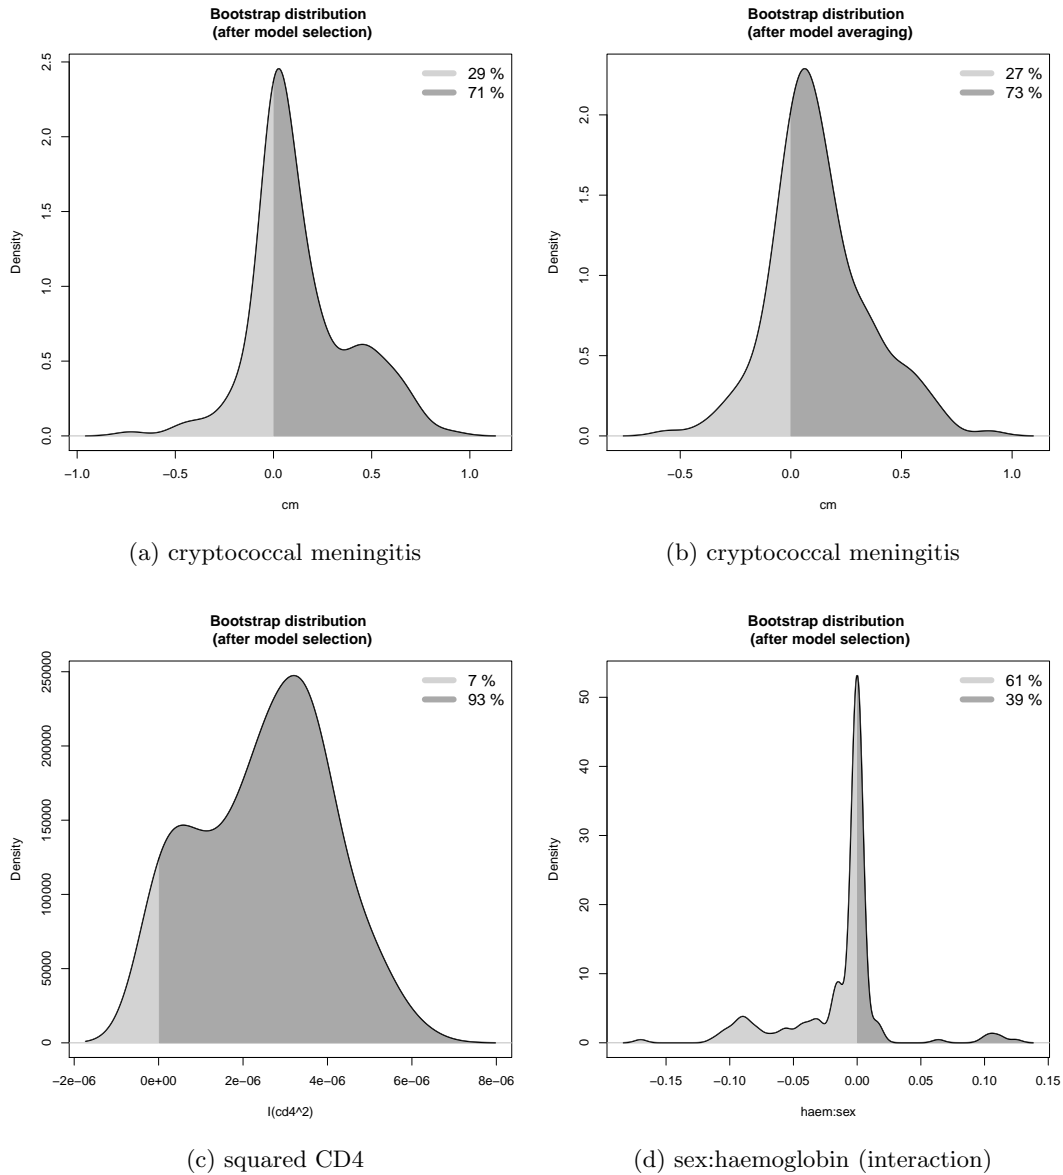 Bootstrap distribution
(after model selection)
29 %
71 %
Density
0.0
0.5
1.0
1.5
2.0
2.5
−1.0
−0.5
0.0
0.5
1.0
cm
(a) cryptococcal meningitis
Bootstrap distribution
(after model averaging)
27 %
73 %
Density
0.0
0.5
1.0
1.5
2.0
−0.5
0.0
0.5
1.0
cm
(b) cryptococcal meningitis
Bootstrap distribution
(after model selection)
7 %
93 %
Density
0
50000
100000
150000
200000
250000
−2e−06
0e+00
2e−06
4e−06
6e−06
8e−06
I(cd4^2)
(c) squared CD4
Bootstrap distribution
(after model selection)
61 %
39 %
Density
0
10
20
30
40
50
−0.15
−0.10
−0.05
0.00
0.05
0.10
0.15
haem:sex
(d) sex:haemoglobin (interaction)